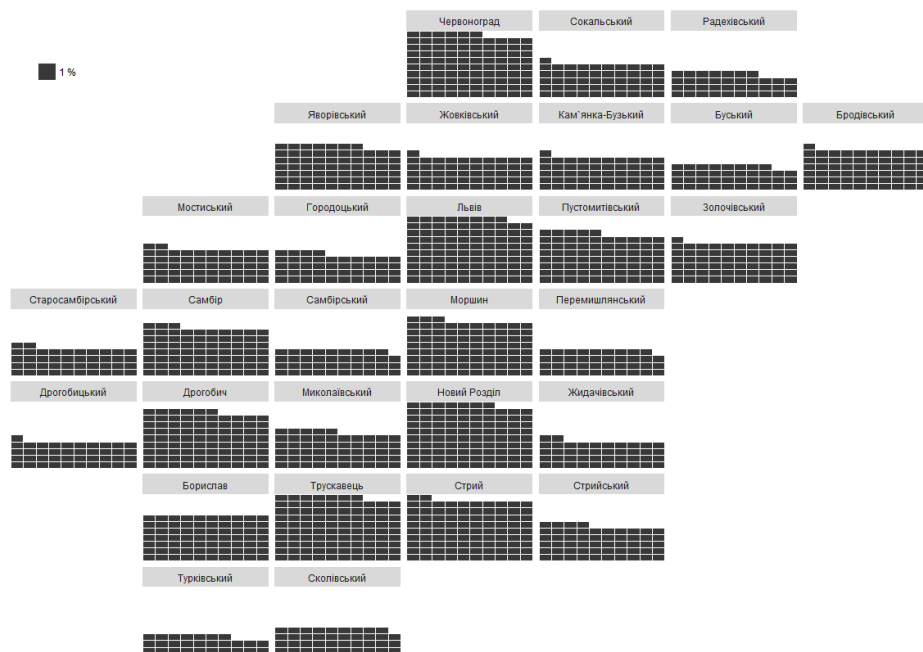 Червоноград
Сокальський
Радехівський
1 %
Яворівський
Жовківський
Кам`янка-Бузький
Буський
Бродівський
Мостиський
Городоцький
Львів
Пустомитівський
Золочівський
Старосамбірський
Самбір
Самбірський
Моршин
Перемишлянський
Дрогобицький
Дрогобич
Миколаївський
Новий Розділ
Жидачівський
Борислав
Трускавець
Стрий
Стрийський
Турківський
Сколівський